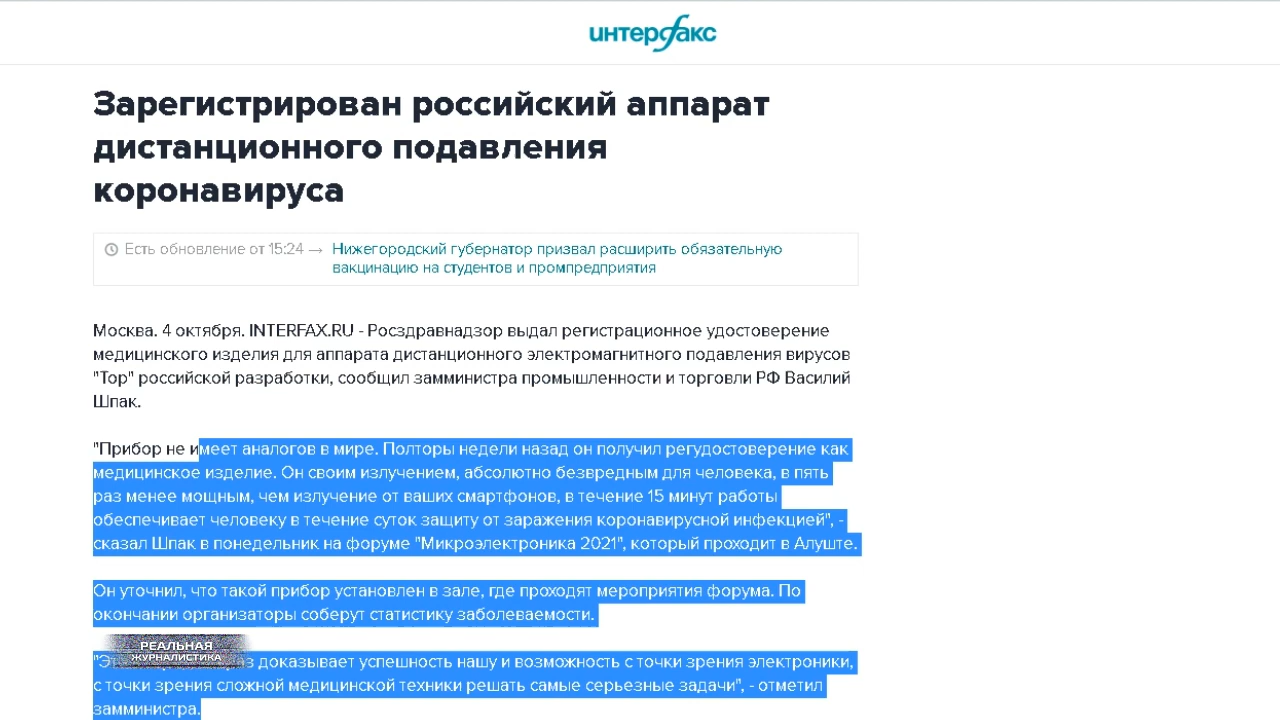 интерфакс
Зарегистрирован российский аппарат
дистанционного подавления
коронавируса
Есть обновление от 15:24 → Нижегородский губернатор призвал расширить обязательную
вакцинацию на студентов и промпредприятия
Москва. 4 октября. INTERFAX.RU - Росздравнадзор выдал регистрационное удостоверение
медицинского изделия для аппарата дистанционного электромагнитного подавления вирусов
"Тор" российской разработки, сообщил замминистра промышленности и торговли РФ Василий
Шпак.
"Прибор не имеет аналогов в мире. Полторы недели назад он получил регудостоверение как
медицинское изделие. Он своим излучением, абсолютно безвредным для человека, в пять
раз менее мощным, чем излучение от ваших смартфонов, в течение 15 минут работы
обеспечивает человеку в течение суток защиту от заражения коронавирусной инфекцией", -
сказал Шпак в понедельник на форуме "Микроэлектроника 2021", который проходит в Алуште.
Он уточнил, что такой прибор установлен в зале, где проходят мероприятия форума. По
окончании организаторы соберут статистику заболеваемости.
РЕАЛЬНАЯ
ЖУРНАЛИСТИКА
доказывает успешность нашу и возможность с точки зрения электроники,
с точки зрения сложной медицинской техники решать самые серьезные задачи", - отметил
замминистра.